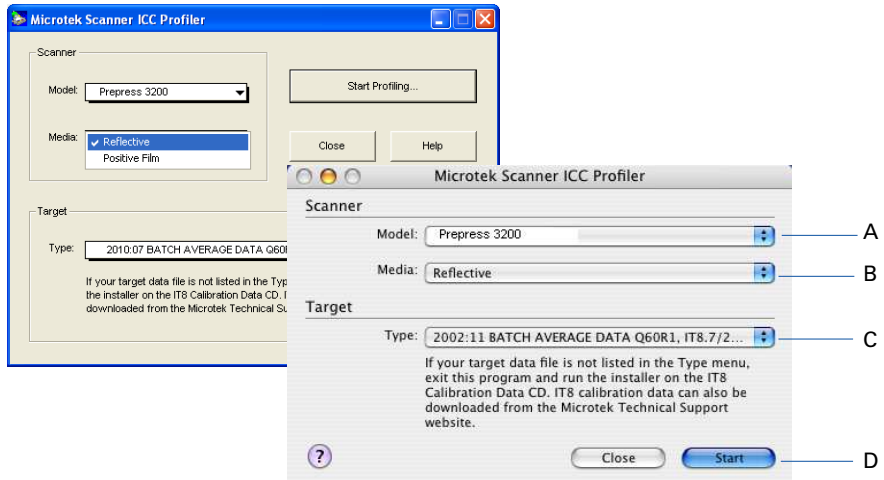 Microtek Scanner ICC Profiler
Scanner
Model: Prepress 3200
Start Profiling...
Media: Reflective
Positive Film
Close Help
Target
Type: 2010:07 BATCH AVERAGE DATA Q60
If your target data file is not listed in the Typ
the installer on the IT8 Calibration Data CD. I
downloaded from the Microtek Technical Su
Microtek Scanner ICC Profiler
Scanner
Model: Prepress 3200
A
Media: Reflective
B
Target
Type: 2002:11 BATCH AVERAGE DATA Q60R1, IT8.7/2...
C
If your target data file is not listed in the Type menu,
exit this program and run the installer on the IT8
Calibration Data CD. IT8 calibration data can also be
downloaded from the Microtek Technical Support
website.
? Close Start
D